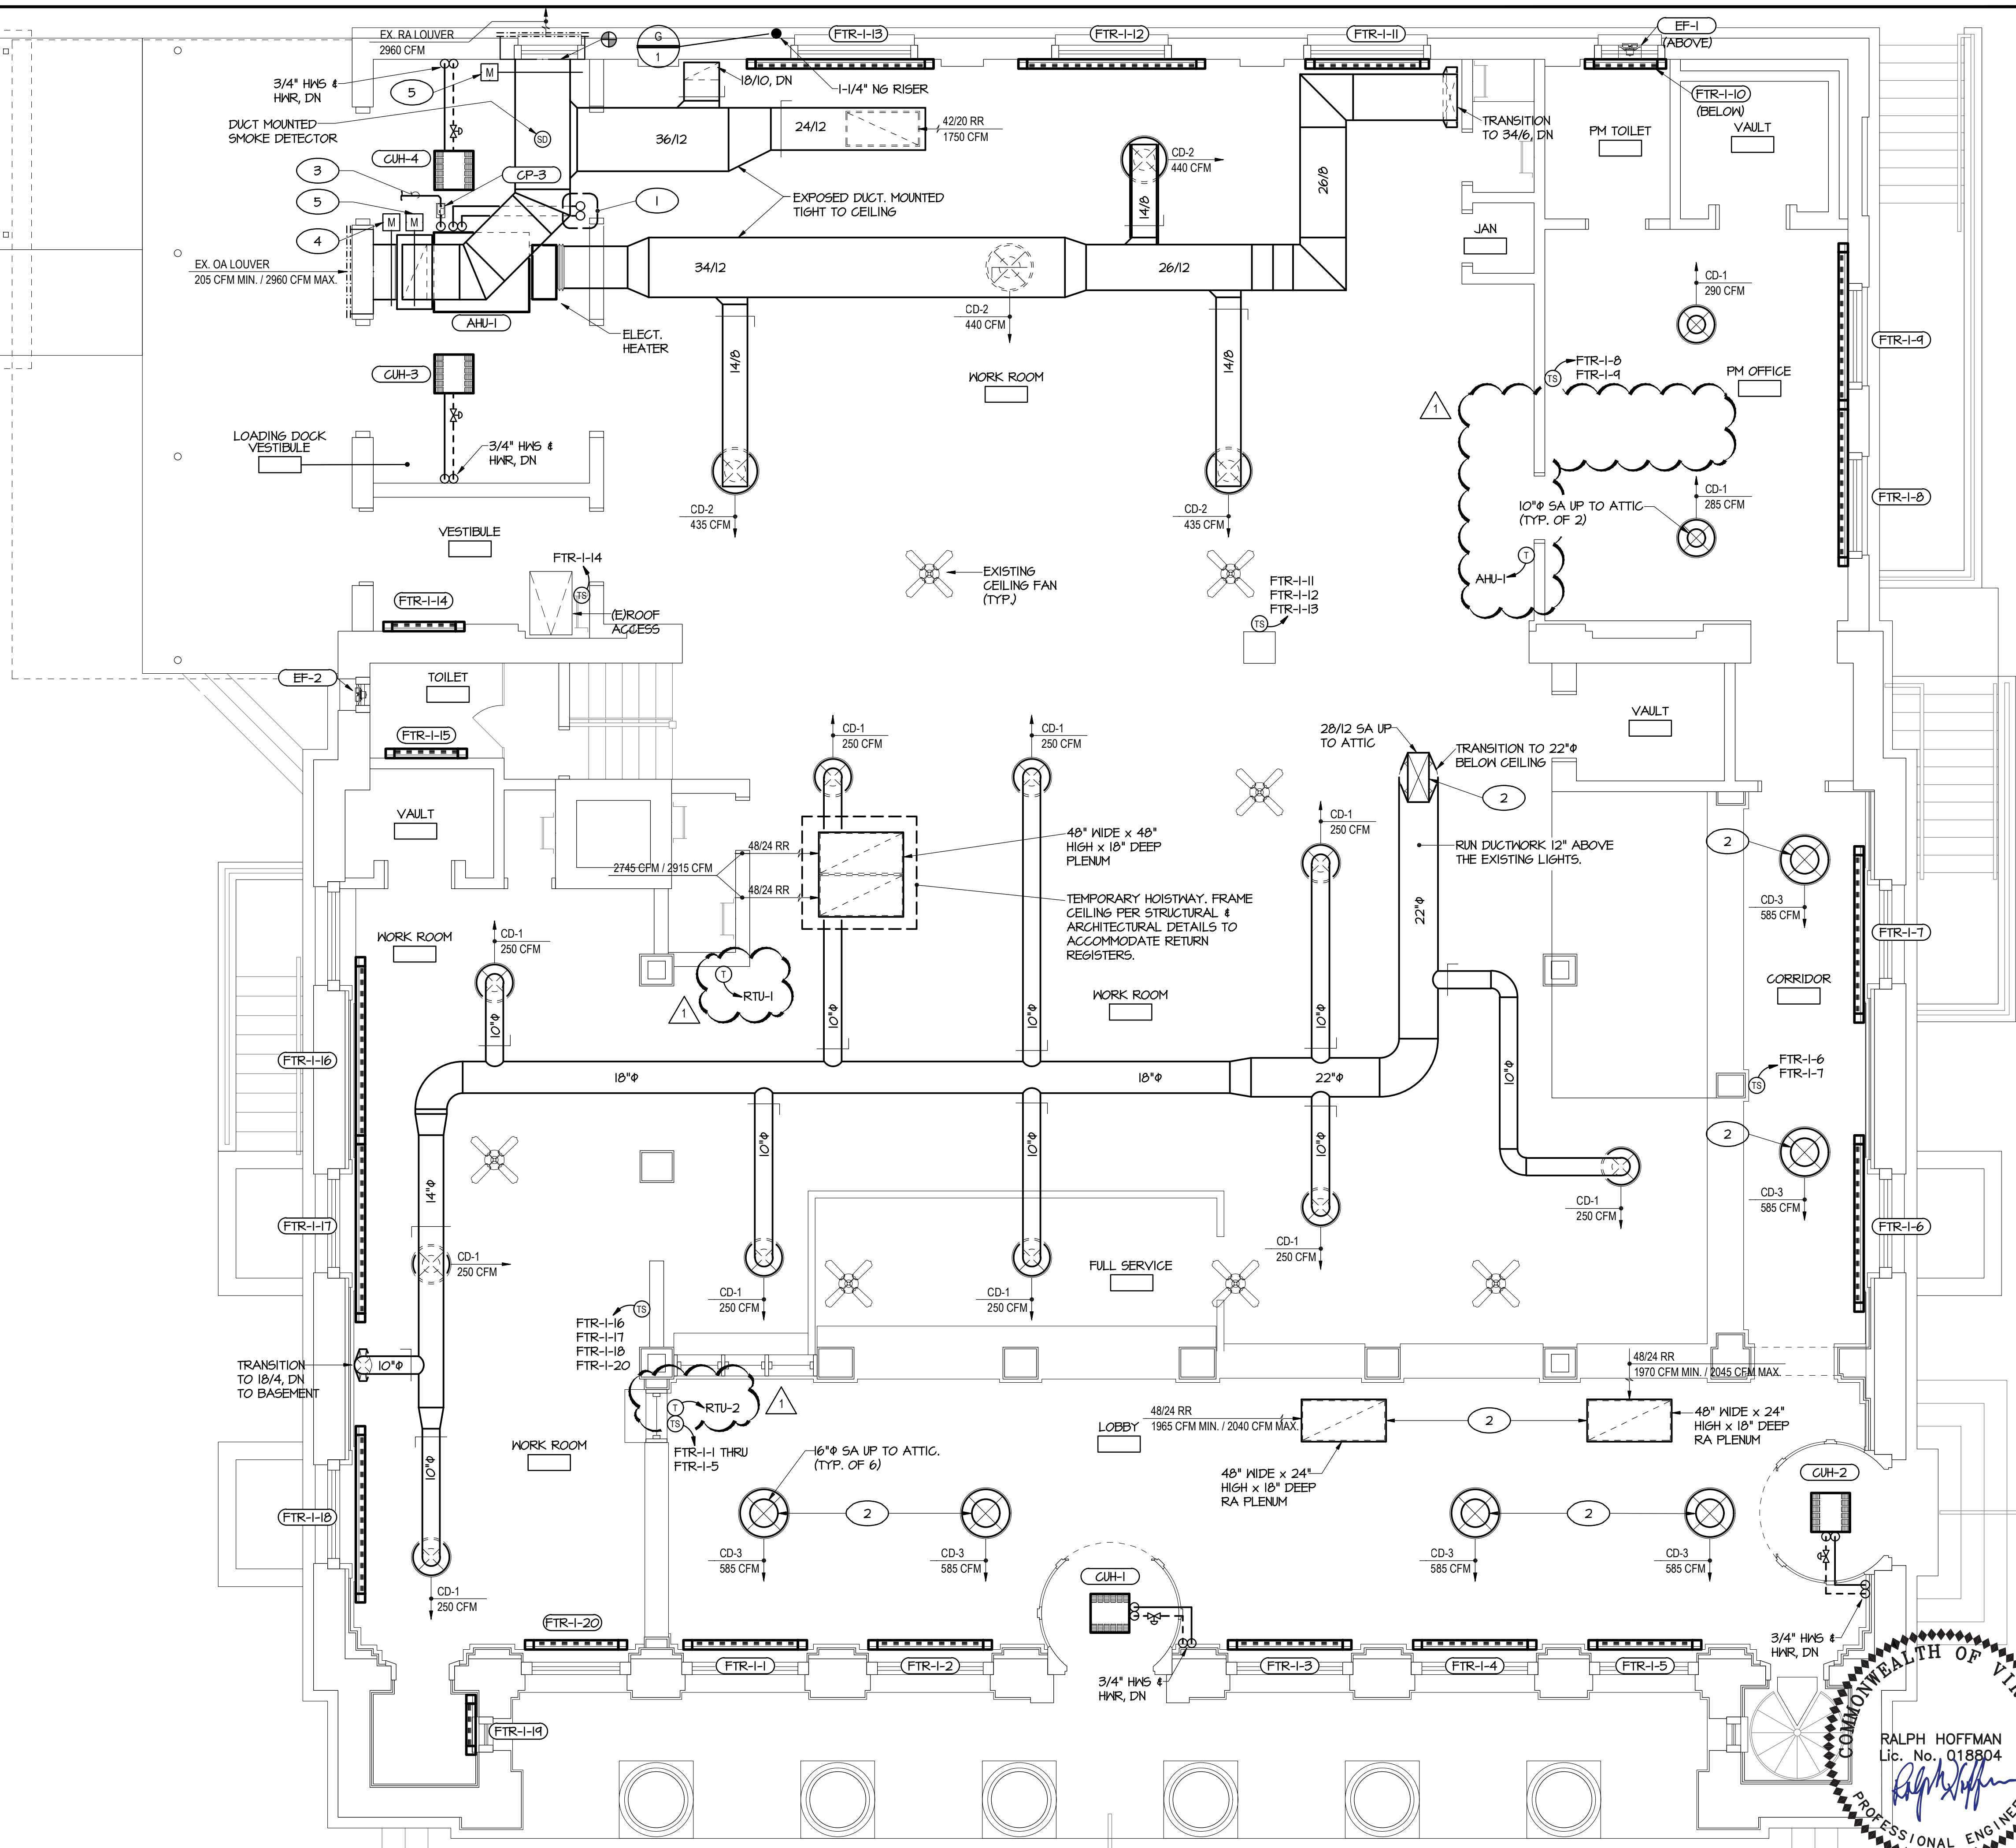 EX. RA LOUVER
2960 CFM
G
1
FTR-1-13
FTR-1-12
FTR-1-11
EF-1
(ABOVE)
3/4" HWS &
HWR, DN
M
5
18/10, DN
1-1/4" NG RISER
FTR-1-10
(BELOW)
DUCT MOUNTED
SMOKE DETECTOR
SD
36/12
24/12
42/20 RR
1750 CFM
TRANSITION
TO 34/6, DN
PM TOILET
VAULT
CUH-4
CP-3
3
5
4
M
M
1
CD-2
440 CFM
14/8
26/8
EXPOSED DUCT. MOUNTED
TIGHT TO CEILING
JAN
EX. OA LOUVER
205 CFM MIN. / 2960 CFM MAX.
34/12
26/12
CD-1
290 CFM
AHU-1
ELECT.
HEATER
CD-2
440 CFM
FTR-1-9
CUH-3
14/8
14/8
WORK ROOM
TS
FTR-1-8
FTR-1-9
PM OFFICE
1
LOADING DOCK
VESTIBULE
3/4" HWS &
HWR, DN
CD-2
435 CFM
CD-2
435 CFM
CD-1
285 CFM
FTR-1-8
10"Φ SA UP TO ATTIC
(TYP. OF 2)
VESTIBULE
T
AHU-1
FTR-1-14
TS
EXISTING
CEILING FAN
(TYP.)
FTR-1-11
FTR-1-12
FTR-1-13
TS
FTR-1-14
(E)ROOF
ACCESS
EF-2
TOILET
FTR-1-15
VAULT
CD-1
250 CFM
CD-1
250 CFM
28/12 SA UP
TO ATTIC
TRANSITION TO 22"Φ
BELOW CEILING
2
VAULT
48/24 RR
2745 CFM / 2915 CFM
48/24 RR
48" WIDE x 48"
HIGH x 18" DEEP
PLENUM
CD-1
250 CFM
RUN DUCTWORK 12" ABOVE
THE EXISTING LIGHTS.
2
CD-3
585 CFM
TEMPORARY HOISTWAY. FRAME
CEILING PER STRUCTURAL &
ARCHITECTURAL DETAILS TO
ACCOMMODATE RETURN
REGISTERS.
22"Φ
WORK ROOM
CD-1
250 CFM
FTR-1-7
T
RTU-1
1
WORK ROOM
CORRIDOR
10"Φ
10"Φ
10"Φ
10"Φ
FTR-1-16
18"Φ
18"Φ
22"Φ
10"Φ
FTR-1-6
FTR-1-7
TS
2
14"Φ
10"Φ
10"Φ
10"Φ
FTR-1-17
CD-1
250 CFM
CD-1
250 CFM
CD-3
585 CFM
FTR-1-6
CD-1
250 CFM
FULL SERVICE
CD-1
250 CFM
CD-1
250 CFM
TS
FTR-1-16
FTR-1-17
FTR-1-18
FTR-1-20
TRANSITION
TO 18/4, DN
TO BASEMENT
10"Φ
48/24 RR
1970 CFM MIN. / 2045 CFM MAX.
T
RTU-2
TS
1
FTR-1-1 THRU
FTR-1-5
LOBBY
48/24 RR
1965 CFM MIN. / 2040 CFM MAX.
2
48" WIDE x 24"
HIGH x 18" DEEP
RA PLENUM
WORK ROOM
10"Φ
16"Φ SA UP TO ATTIC.
(TYP. OF 6)
48" WIDE x 24"
HIGH x 18" DEEP
RA PLENUM
CUH-2
FTR-1-18
2
2
CD-3
585 CFM
CD-3
585 CFM
CD-3
585 CFM
CD-3
585 CFM
CD-1
250 CFM
CUH-1
FTR-1-20
3/4" HWS &
HWR, DN
FTR-1-1
FTR-1-2
FTR-1-3
FTR-1-4
FTR-1-5
3/4" HWS &
HWR, DN
FTR-1-19
COMMONWEALTH OF
RALPH HOFFMAN
Lic. No. 018804
PROFESSIONAL